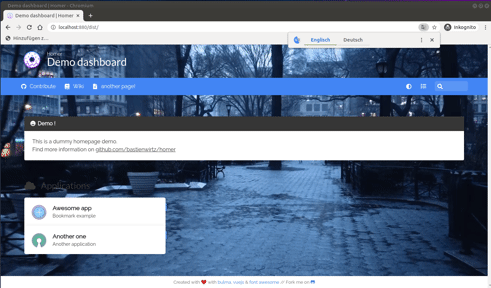 Demo dashboard | Homer - Chromium
Demo dashboard | Homer
localhost:880/dist/
Inkognito
Hinzufügen z...
Englisch Deutsch
Homer
Demo dashboard
Contribute Wiki another page!
Demo !
This is a dummy homepage demo.
Find more information on github.com/bastienwirtz/homer
Applications
Awesome app
Bookmark example
Another one
Another application
Created with ❤ with bulma, vuejs & font awesome // Fork me on